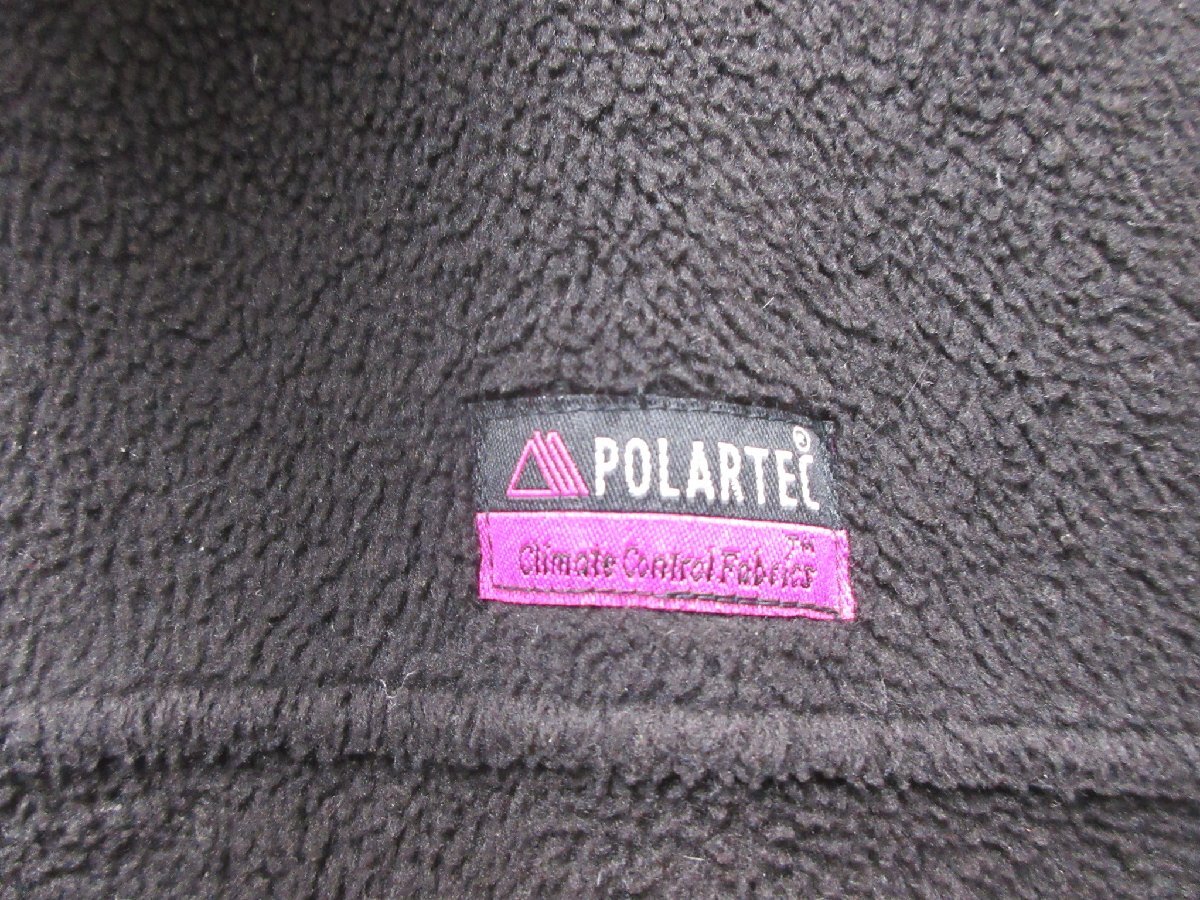 POLARTEC®
Climate Control Fabrics™